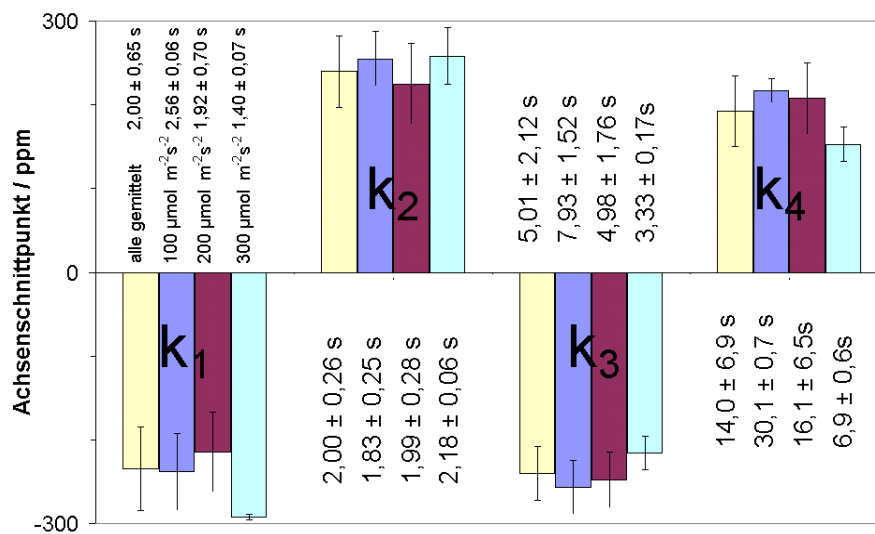 Achsenschnittpunkt / ppm
300
0
-300
alle gemittelt 2,00 ± 0,65 s
100 µmol m⁻²s⁻² 2,56 ± 0,06 s
200 µmol m⁻²s⁻² 1,92 ± 0,70 s
300 µmol m⁻²s⁻² 1,40 ± 0,07 s
k₁
k₂
2,00 ± 0,26 s
1,83 ± 0,25 s
1,99 ± 0,28 s
2,18 ± 0,06 s
5,01 ± 2,12 s
7,93 ± 1,52 s
4,98 ± 1,76 s
3,33 ± 0,17s
k₃
k₄
14,0 ± 6,9 s
30,1 ± 0,7 s
16,1 ± 6,5s
6,9 ± 0,6s